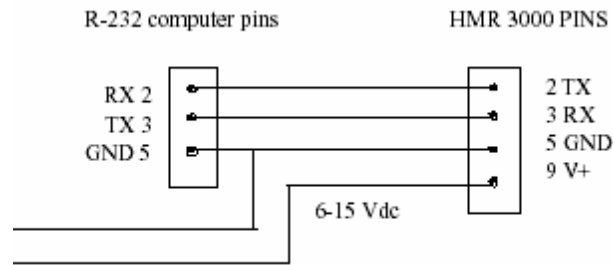 R-232 computer pins
HMR 3000 PINS
RX 2
TX 3
GND 5
2 TX
3 RX
5 GND
9 V+
6-15 Vdc